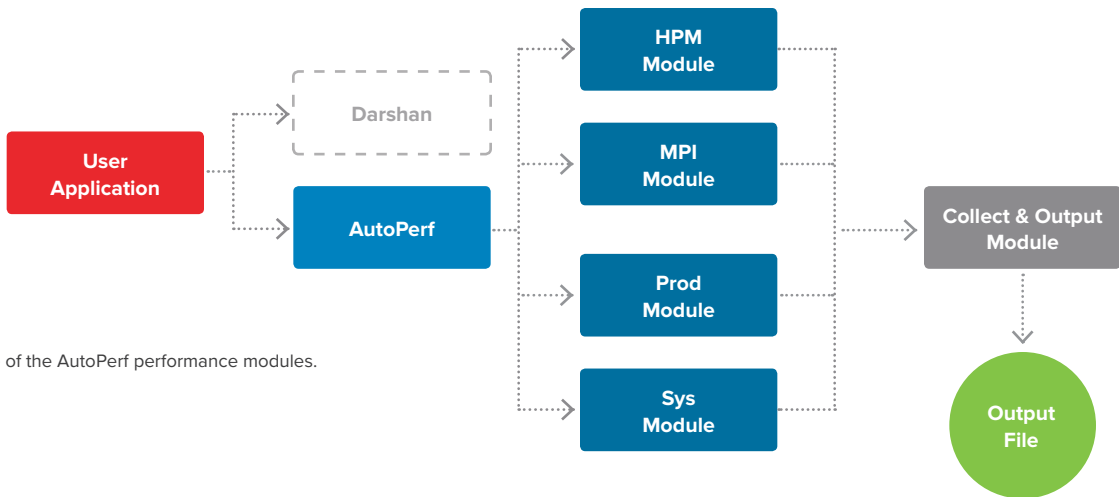 HPM
Module
Darshan
User
Application
MPI
Module
AutoPerf
Collect & Output
Module
Prod
Module
of the AutoPerf performance modules.
Sys
Module
Output
File